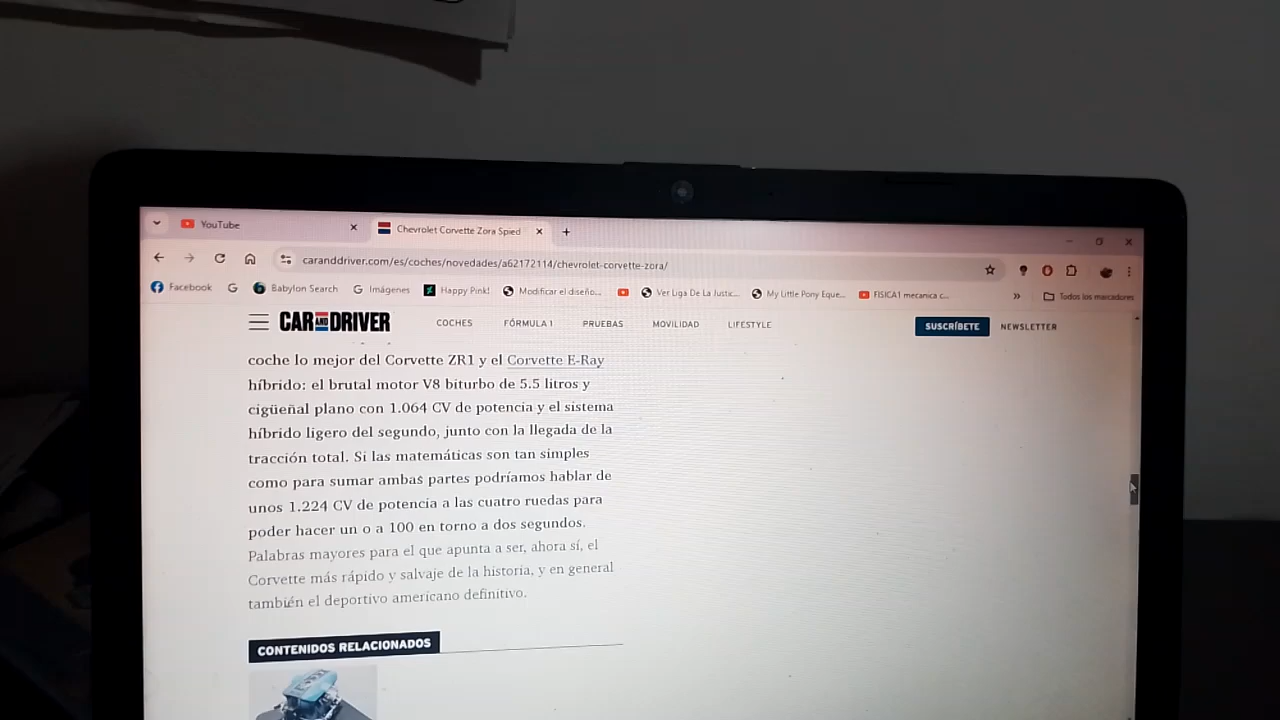 YouTube
Chevrolet Corvette Zora Spied
caranddriver.com/es/coches/novedades/a62172114/chevrolet-corvette-zora/
Facebook
Babylon Search
Imágenes
Happy Pink!
Modificar el diseño...
Ver Liga De La Justic...
My Little Pony Eque...
FISICA1 mecanica c...
»
Todos los marcadores
CAR AND DRIVER
COCHES
FÓRMULA 1
PRUEBAS
MOVILIDAD
LIFESTYLE
SUSCRÍBETE
NEWSLETTER
coche lo mejor del Corvette ZR1 y el Corvette E-Ray
híbrido: el brutal motor V8 biturbo de 5.5 litros y
cigüeñal plano con 1.064 CV de potencia y el sistema
híbrido ligero del segundo, junto con la llegada de la
tracción total. Si las matemáticas son tan simples
como para sumar ambas partes podríamos hablar de
unos 1.224 CV de potencia a las cuatro ruedas para
poder hacer un 0 a 100 en torno a dos segundos.
Palabras mayores para el que apunta a ser, ahora sí, el
Corvette más rápido y salvaje de la historia, y en general
también el deportivo americano definitivo.
CONTENIDOS RELACIONADOS